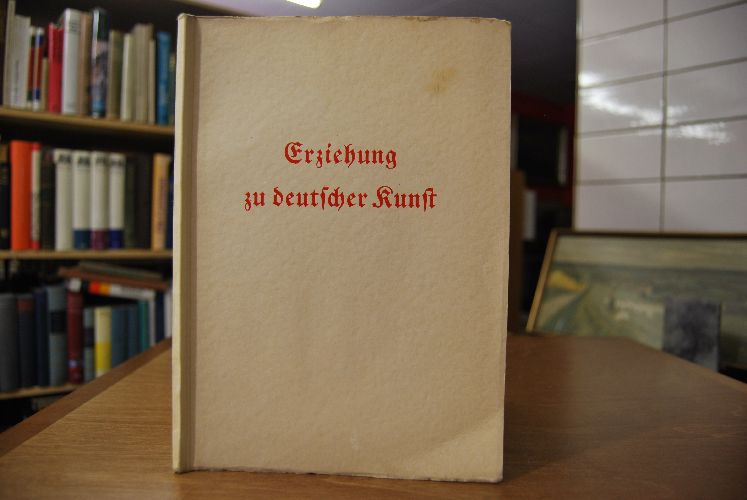 Erziehung
zu deutscher Kunst